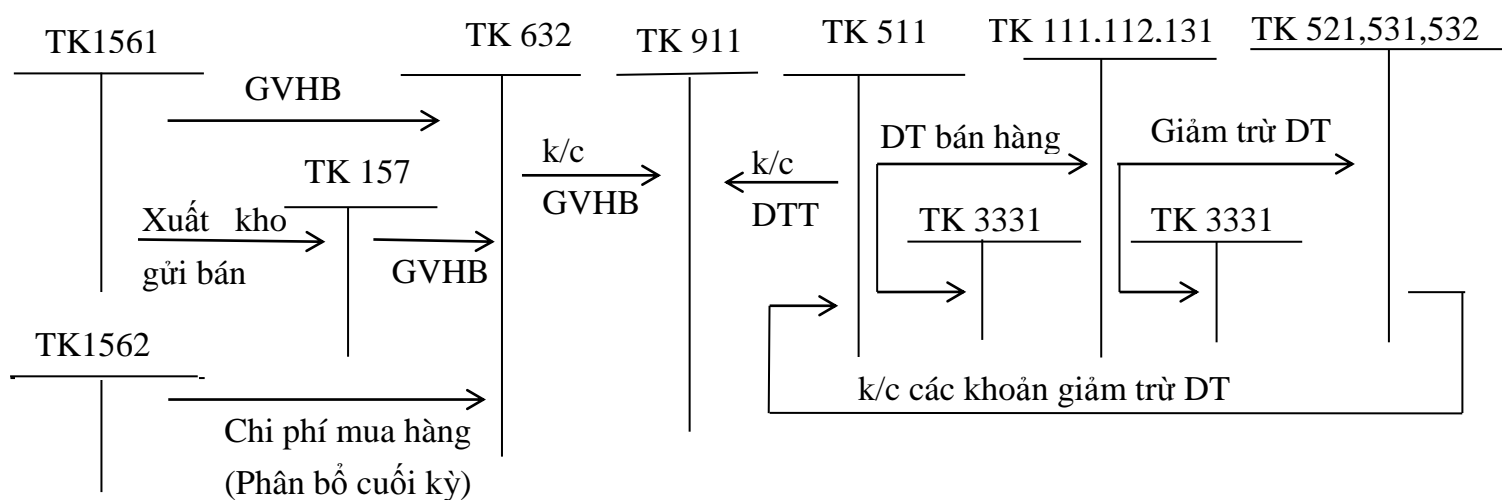 TK1561
TK 632
TK 911
TK 511
TK 111.112.131
TK 521,531,532
GVHB
k/c
GVHB
k/c
DTT
DT bán hàng
Giảm trừ DT
TK 157
Xuất kho
gửi bán
GVHB
TK 3331
TK 3331
TK1562
Chi phí mua hàng
(Phân bổ cuối kỳ)
k/c các khoản giảm trừ DT